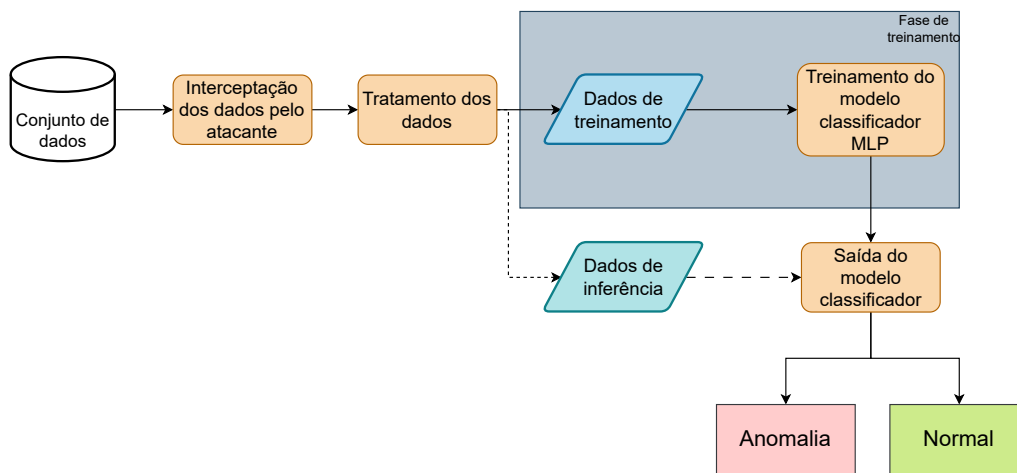 Fase de
treinamento
Conjunto de
dados
Interceptação
dos dados pelo
atacante
Tratamento dos
dados
Dados de
treinamento
Treinamento do
modelo
classificador
MLP
Dados de
inferência
Saída do
modelo
classificador
Anomalia
Normal